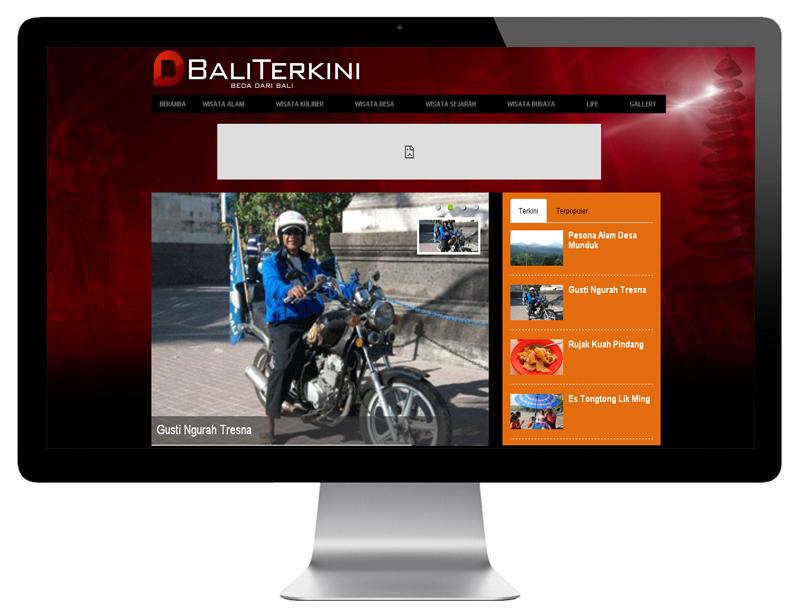 BALITERKINI
BEDA DARI BALI
BERANDA WISATA ALAM WISATA KULINER WISATA DESA WISATA SEJARAH WISATA BUDAYA LIFE GALLERY
Terkini Terpopuler
Pesona Alam Desa
Munduk
Gusti Ngurah Tresna
Rujak Kuah Pindang
Es Tongtong Lik Ming
Gusti Ngurah Tresna